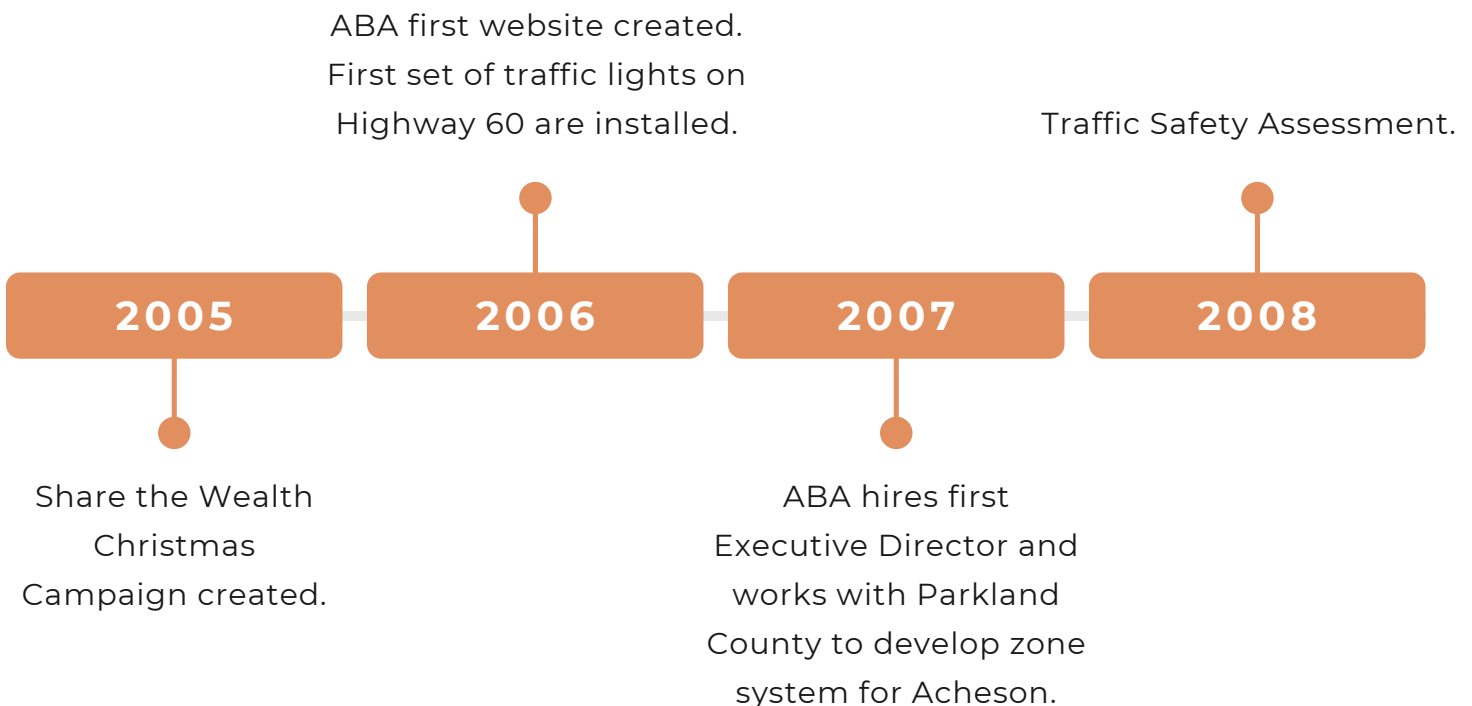 ABA first website created.
First set of traffic lights on
Highway 60 are installed.
Traffic Safety Assessment.
2005
2006
2007
2008
Share the Wealth
Christmas
Campaign created.
ABA hires first
Executive Director and
works with Parkland
County to develop zone
system for Acheson.